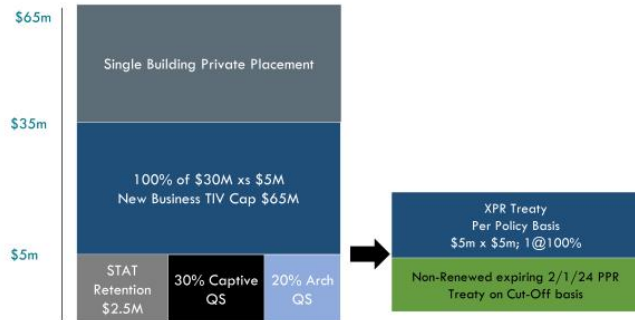 $65m
Single Building Private Placement
$35m
100% of $30M xs $5M
New Business TIV Cap $65M
$5m
STAT
Retention
$2.5M
30% Captive
QS
20% Arch
QS
XPR Treaty
Per Policy Basis
$5m x $5m; 1@100%
Non-Renewed expiring 2/1/24 PPR
Treaty on Cut-Off basis